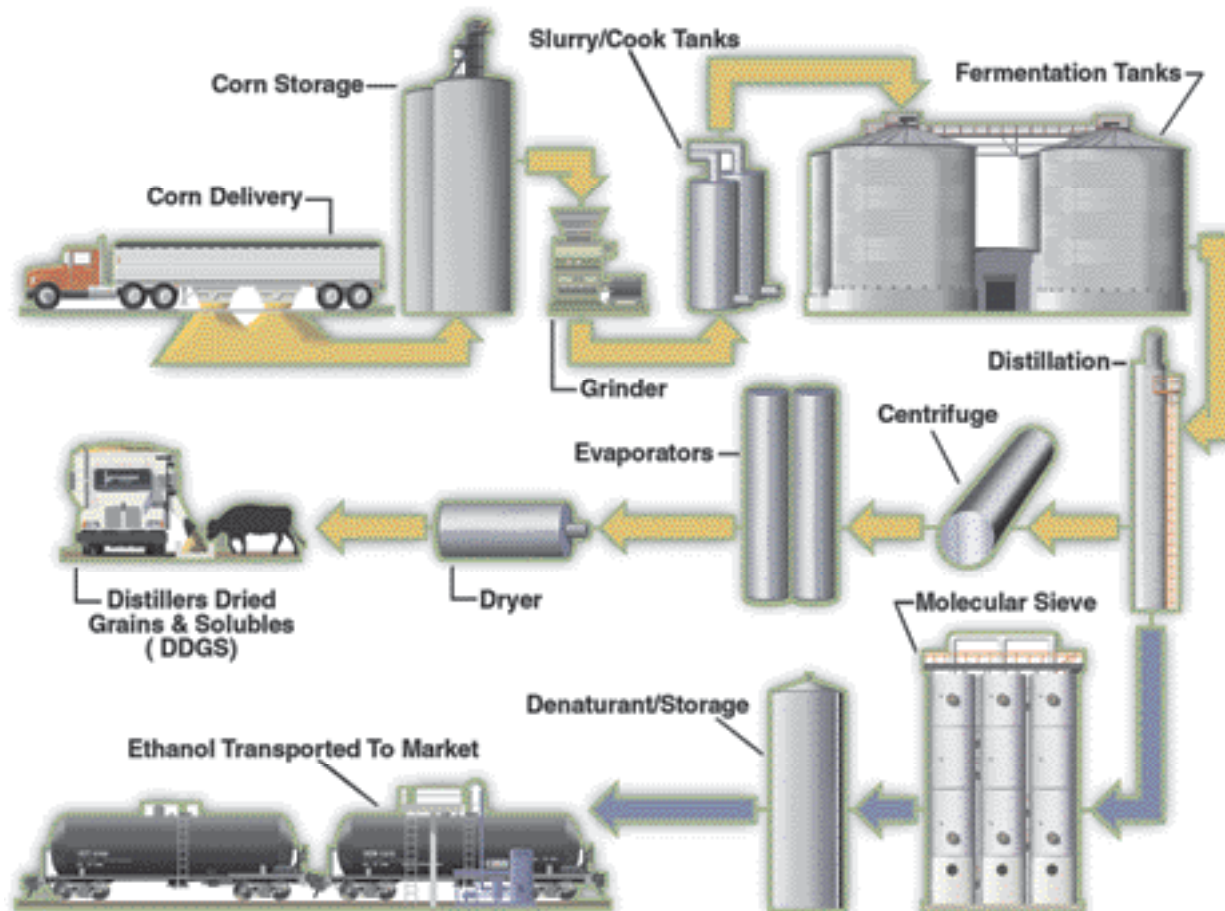 Slurry/Cook Tanks
Fermentation Tanks
Corn Storage
Corn Delivery
Grinder
Distillation
Centrifuge
Evaporators
Distillers Dried
Grains & Solubles
( DDGS)
Dryer
Molecular Sieve
Denaturant/Storage
Ethanol Transported To Market